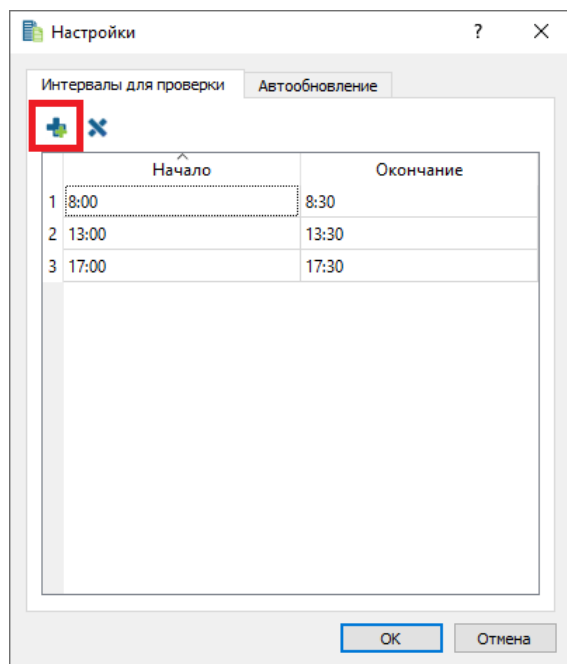 Настройки ?
Интервалы для проверки Автообновление
Начало Окончание
1 8:00 8:30
2 13:00 13:30
3 17:00 17:30
OK Отмена